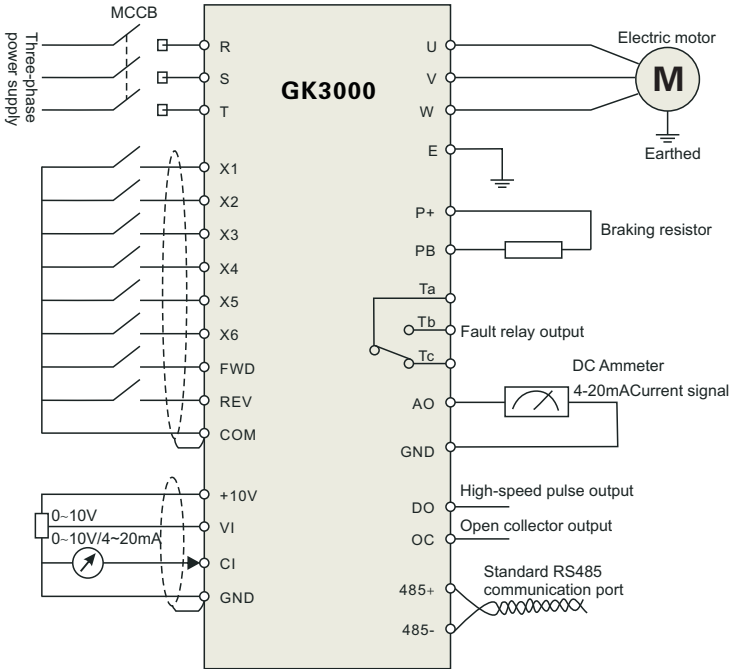 MCCB
Three-phase
power supply
R
S
T
GK3000
U
V
W
E
Electric motor
M
Earthed
X1
X2
X3
X4
X5
X6
FWD
REV
COM
P+
PB
Braking resistor
Ta
Tb
Tc
Fault relay output
DC Ammeter
4-20mACurrent signal
AO
GND
+10V
VI
CI
GND
0~10V
0~10V/4~20mA
High-speed pulse output
DO
Open collector output
OC
Standard RS485
communication port
485+
485-